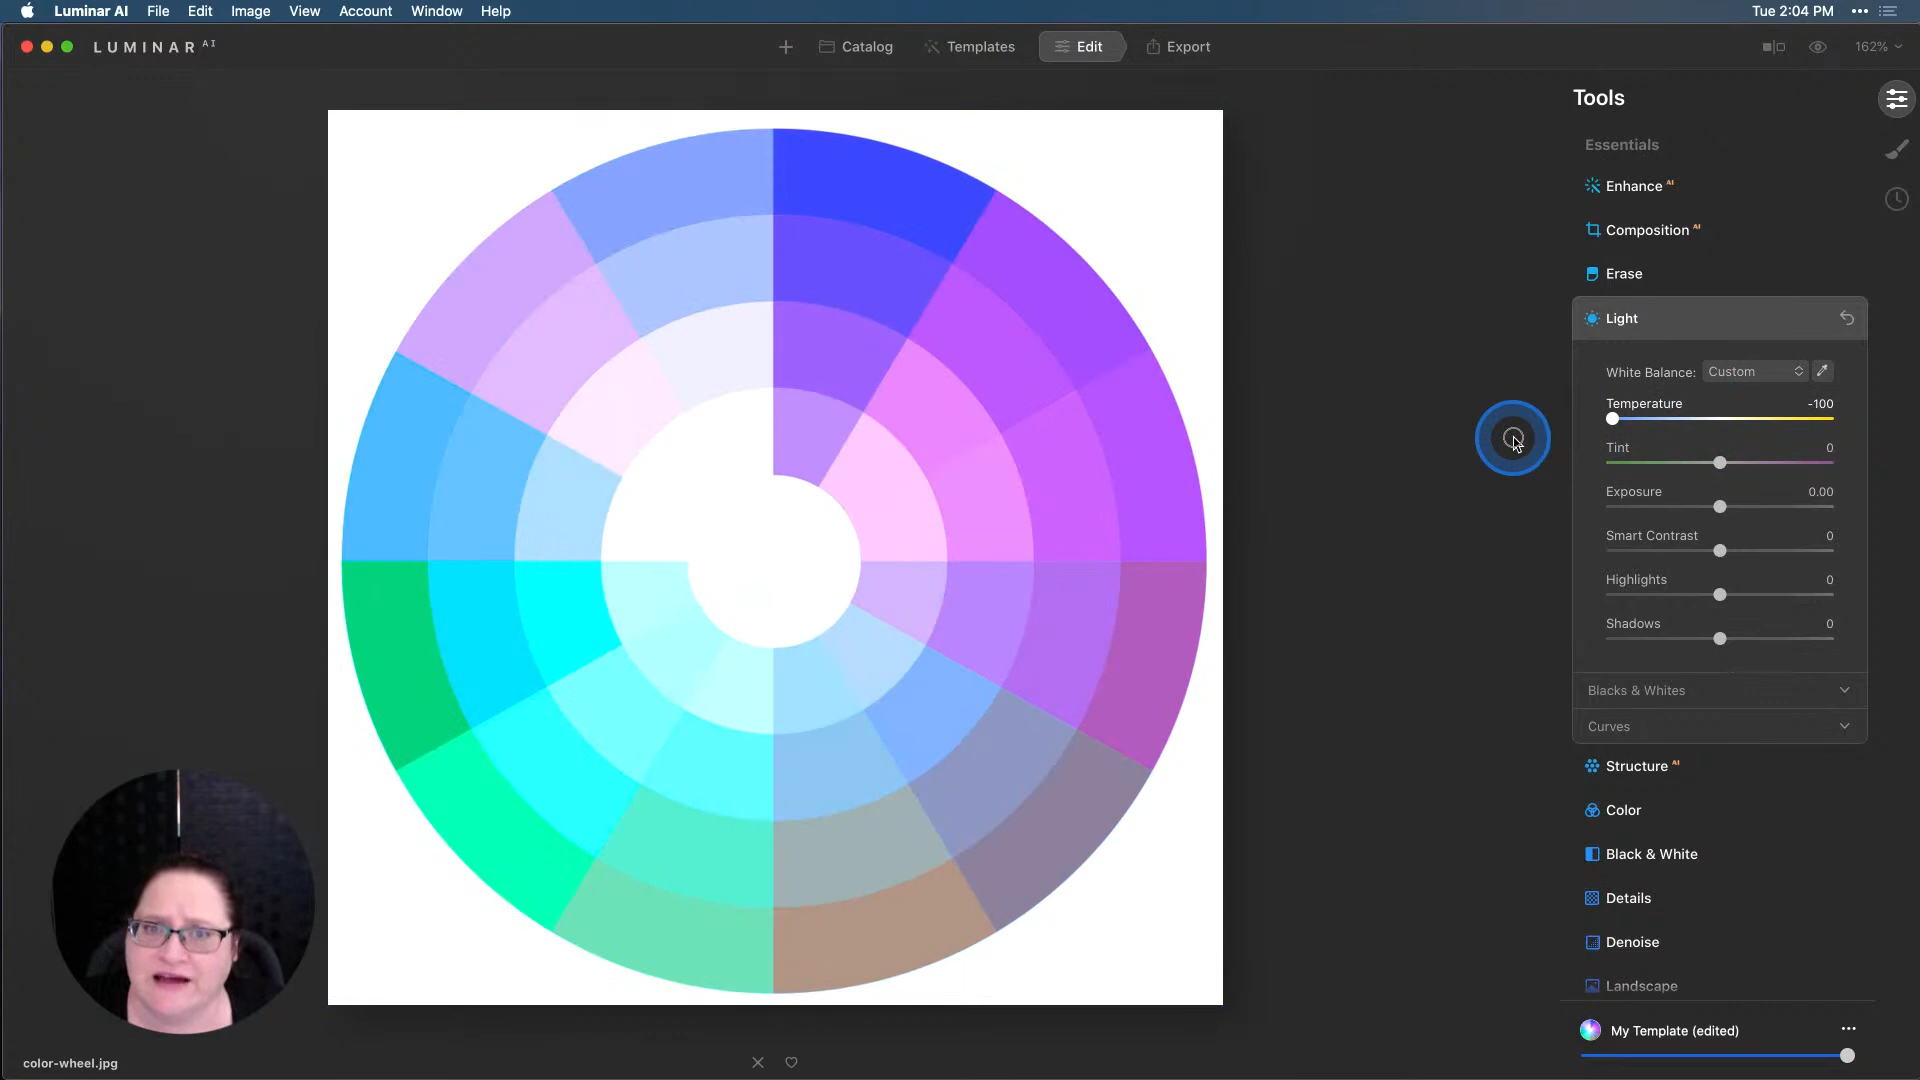 Luminar AI File Edit Image View Account Window Help Tue 2:04 PM
LUMINAR AI Catalog Templates Edit Export 162%
Tools
Essentials
Enhance AI
Composition AI
Erase
Light
White Balance: Custom
Temperature -100
Tint 0
Exposure 0.00
Smart Contrast 0
Highlights 0
Shadows 0
Blacks & Whites
Curves
Structure AI
Color
Black & White
Details
Denoise
Landscape
My Template (edited)
color-wheel.jpg